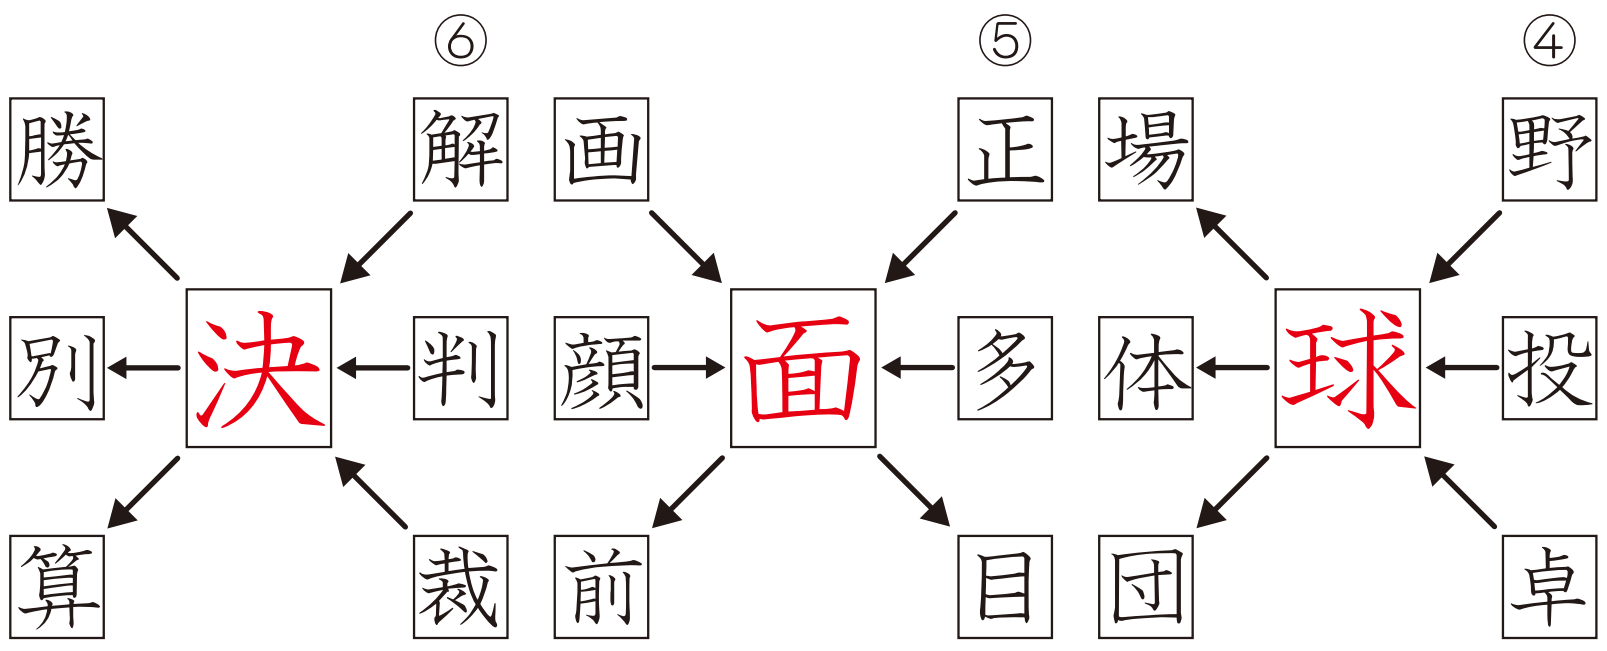 ⑥ ⑤ ④
勝 解 画 正 場 野
決 面 球
別 判 顔 多 体 投
算 裁 前 目 団 卓